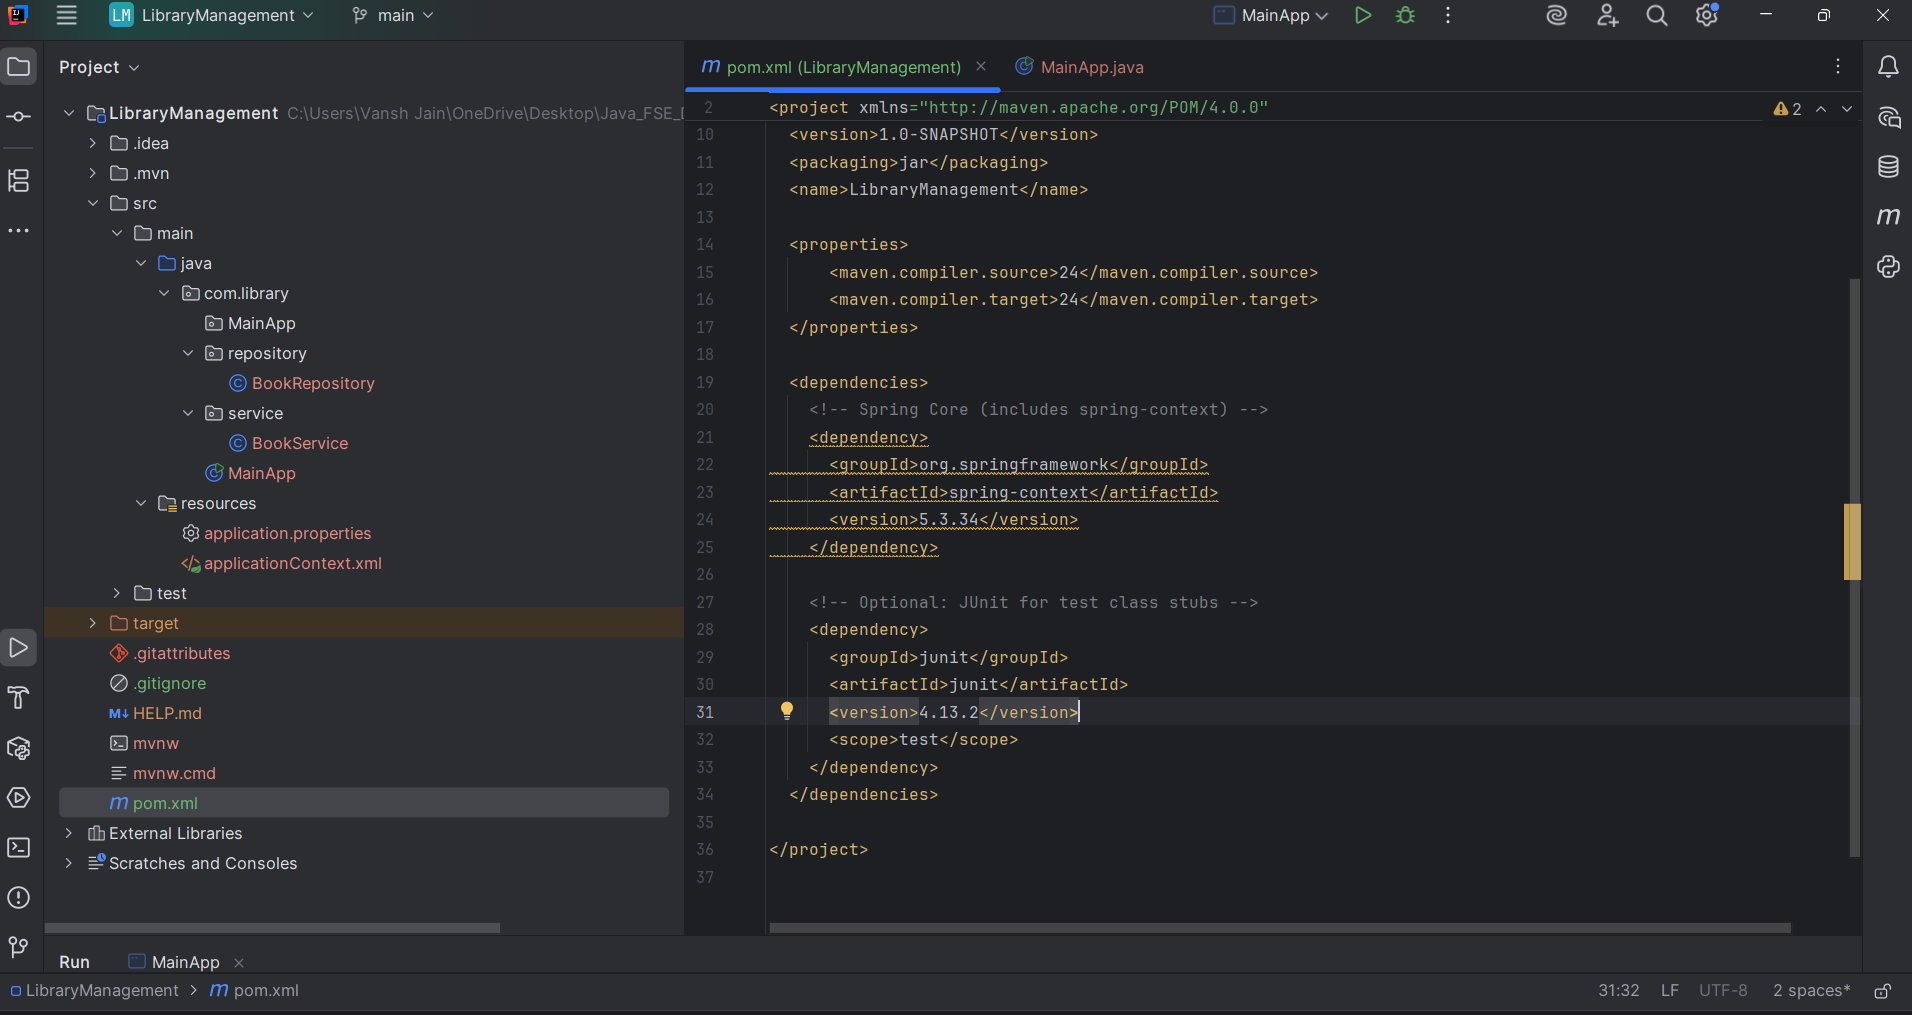 LM LibraryManagement main MainApp
Project
LibraryManagement C:\Users\Vansh Jain\OneDrive\Desktop\Java_FSE_
.idea
.mvn
src
main
java
com.library
MainApp
repository
BookRepository
service
BookService
MainApp
resources
application.properties
applicationContext.xml
test
target
.gitattributes
.gitignore
M↓ HELP.md
mvnw
mvnw.cmd
m pom.xml
External Libraries
Scratches and Consoles
m pom.xml (LibraryManagement) MainApp.java
2 <project xmlns="http://maven.apache.org/POM/4.0.0" 2
10 <version>1.0-SNAPSHOT</version>
11 <packaging>jar</packaging>
12 <name>LibraryManagement</name>
13
14 <properties>
15 <maven.compiler.source>24</maven.compiler.source>
16 <maven.compiler.target>24</maven.compiler.target>
17 </properties>
18
19 <dependencies>
20 <!-- Spring Core (includes spring-context) -->
21 <dependency>
22 <groupId>org.springframework</groupId>
23 <artifactId>spring-context</artifactId>
24 <version>5.3.34</version>
25 </dependency>
26
27 <!-- Optional: JUnit for test class stubs -->
28 <dependency>
29 <groupId>junit</groupId>
30 <artifactId>junit</artifactId>
31 <version>4.13.2</version>
32 <scope>test</scope>
33 </dependency>
34 </dependencies>
35
36 </project>
37
m
Run MainApp
LibraryManagement > m pom.xml 31:32 LF UTF-8 2 spaces*